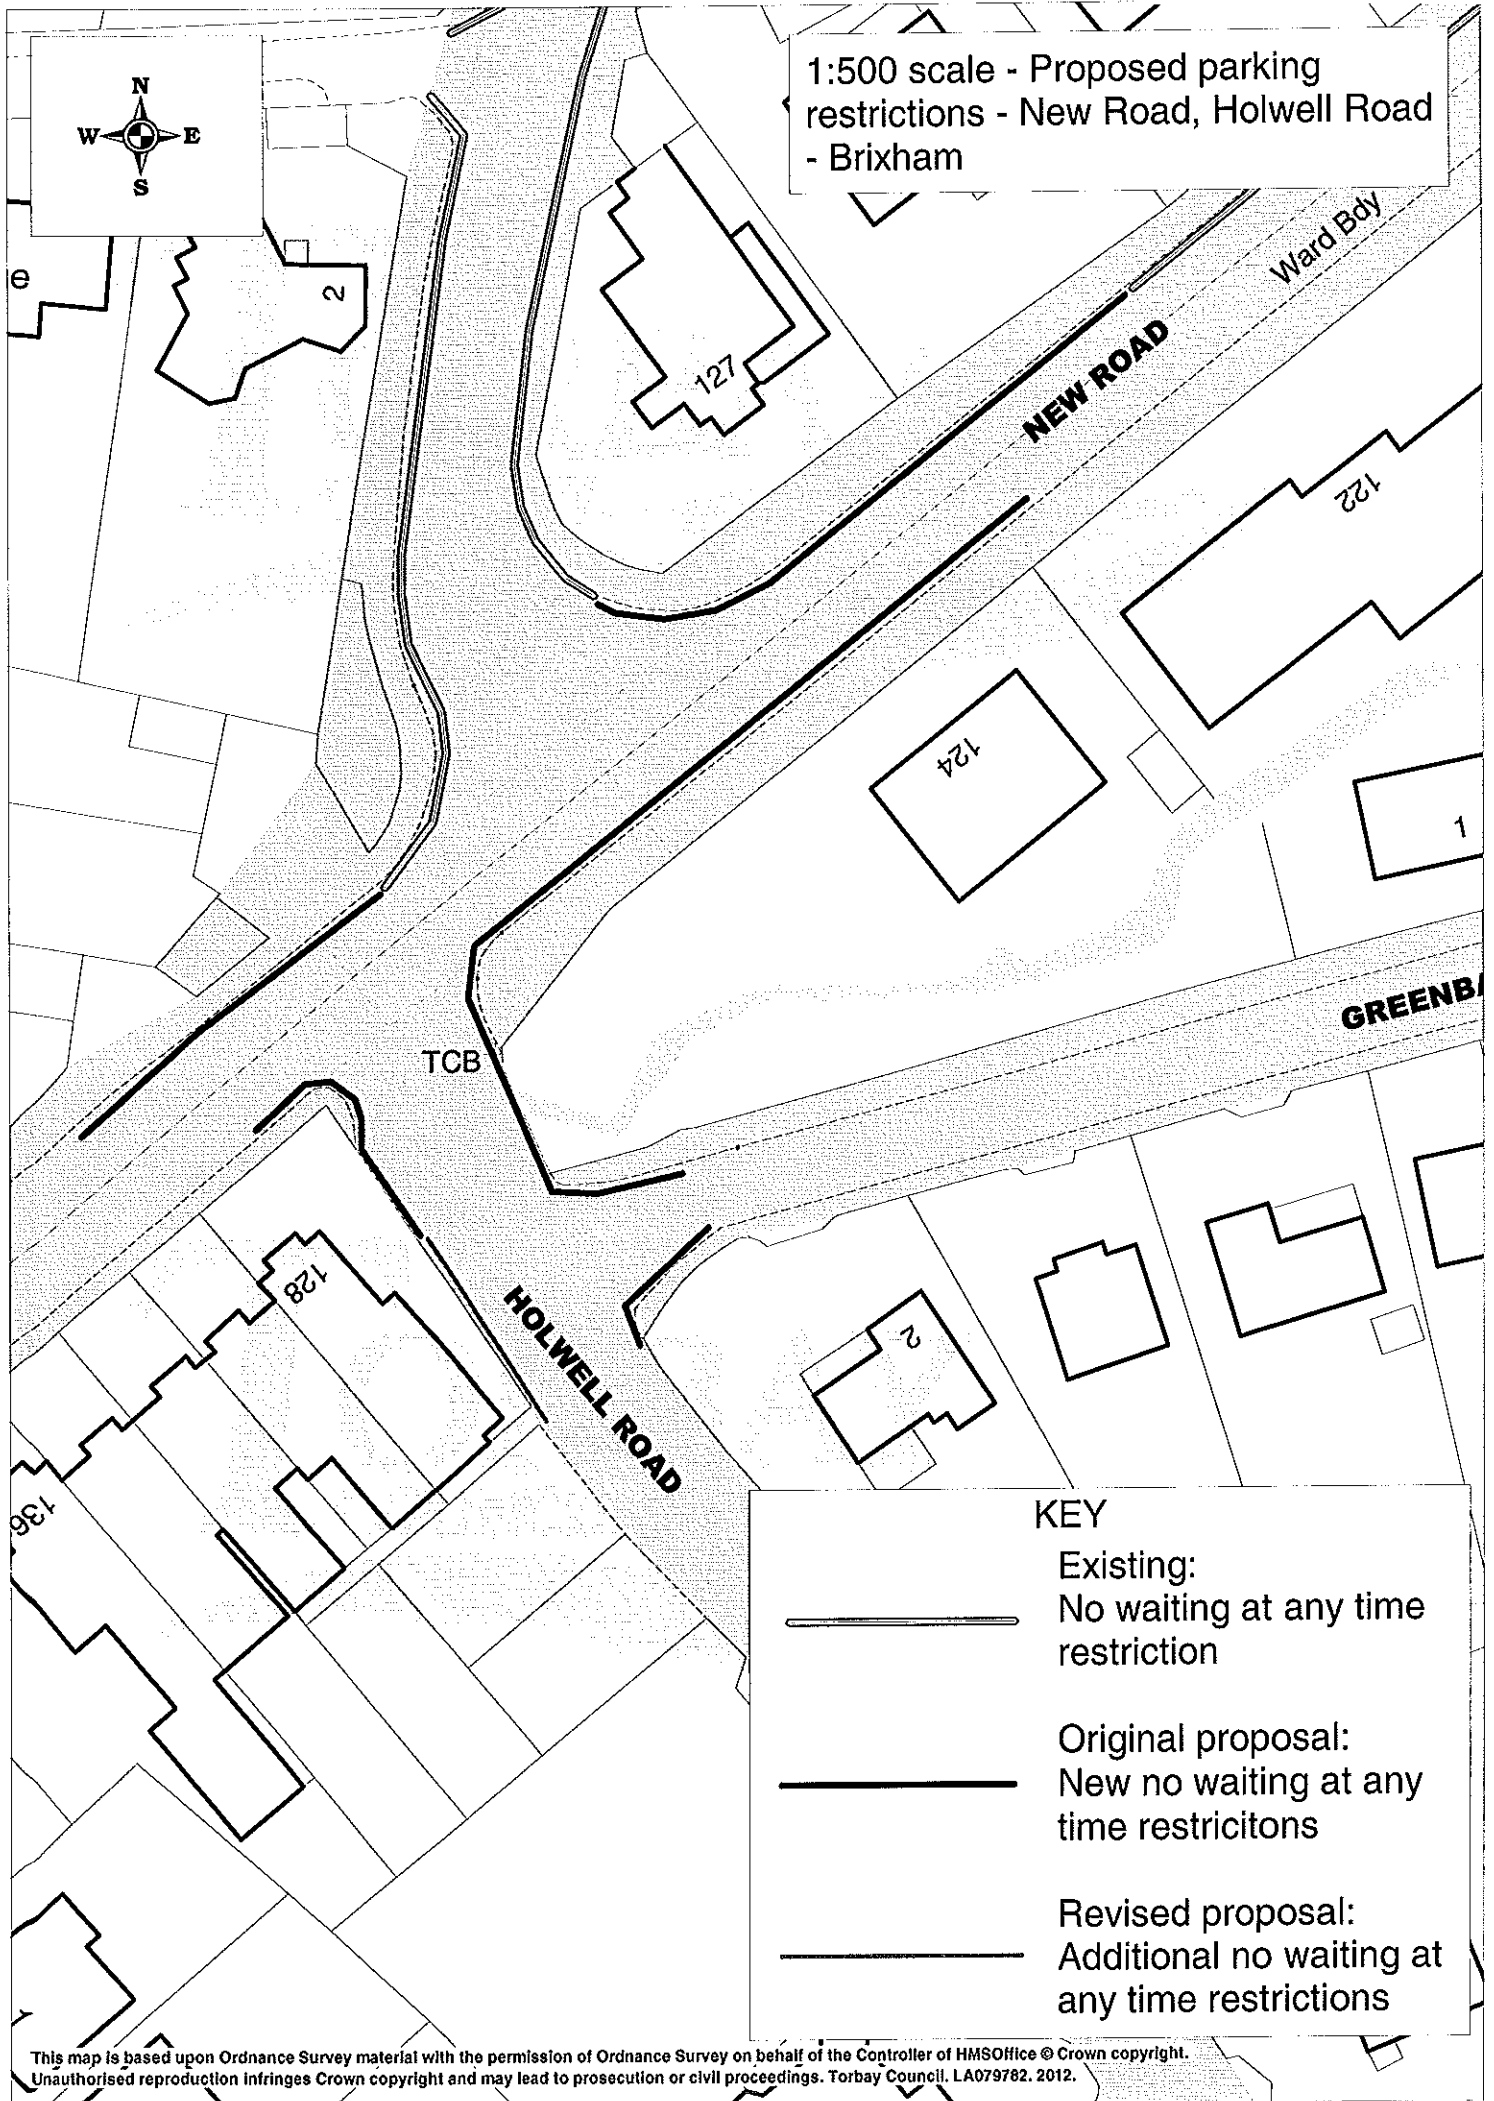 N
W E
S
1:500 scale - Proposed parking
restrictions - New Road, Holwell Road
- Brixham
Ward Bdy
e
2
127
NEW ROAD
122
124
1
GREENBA
TCB
128
HOLWELL ROAD
2
136
KEY
Existing:
No waiting at any time
restriction
Original proposal:
New no waiting at any
time restricitons
Revised proposal:
Additional no waiting at
any time restrictions
This map is based upon Ordnance Survey material with the permission of Ordnance Survey on behalf of the Controller of HMSOffice © Crown copyright.
Unauthorised reproduction infringes Crown copyright and may lead to prosecution or civil proceedings. Torbay Council. LA079782. 2012.